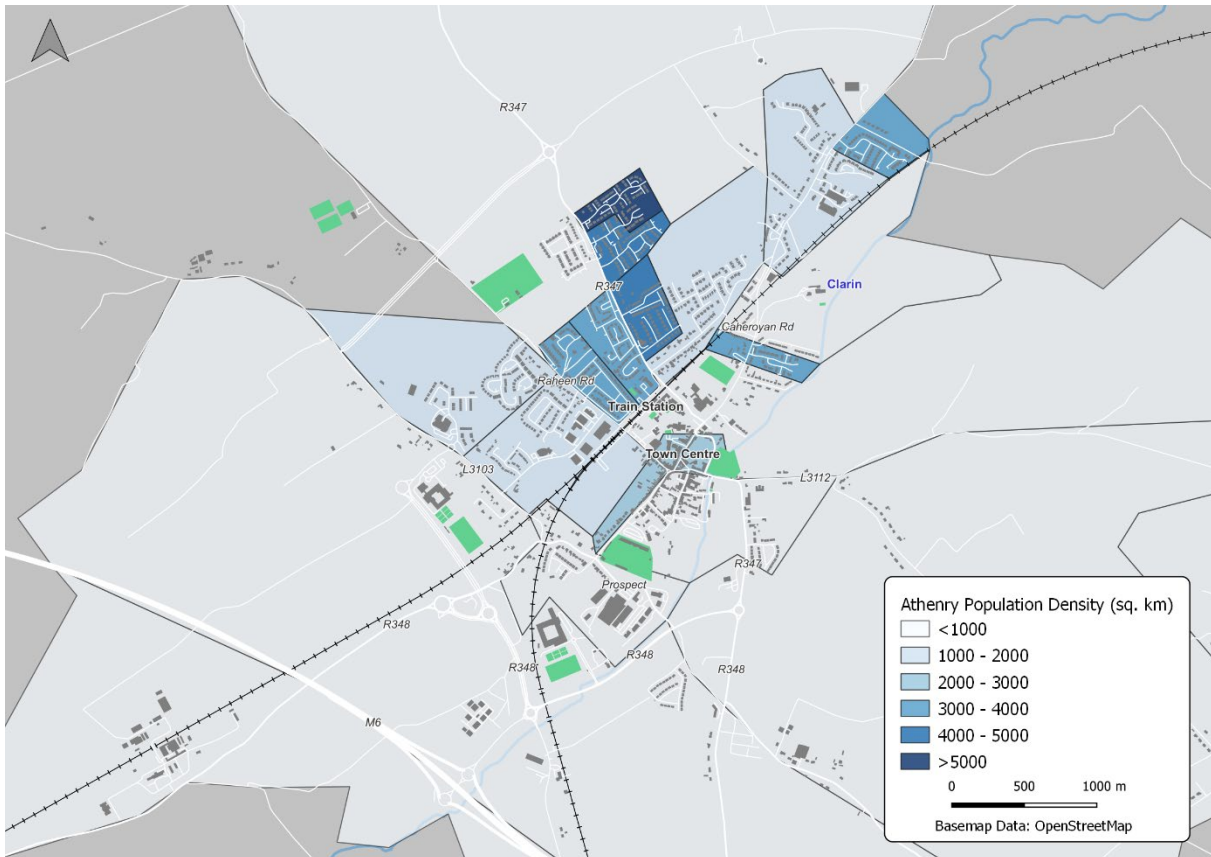 R347
Clarin
R347
Caheroyan Rd
Raheen Rd
Train Station
Town Centre
L3103
L3112
R347
Prospect
R348
R348
R348
R348
M6
Athenry Population Density (sq. km)
<1000
1000 - 2000
2000 - 3000
3000 - 4000
4000 - 5000
>5000
0 500 1000 m
Basemap Data: OpenStreetMap